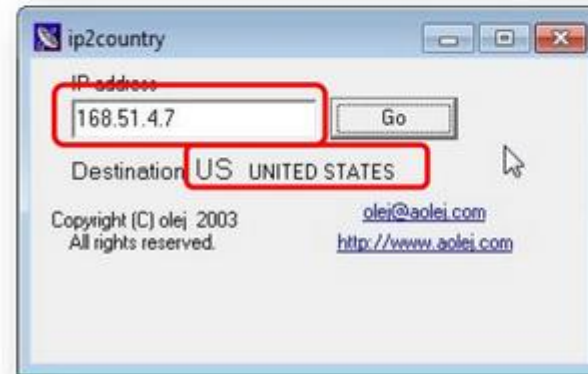 ip2country
IP address
168.51.4.7 Go
Destination US UNITED STATES
Copyright (C) olej 2003 olej@aolej.com
All rights reserved. http://www.aolej.com